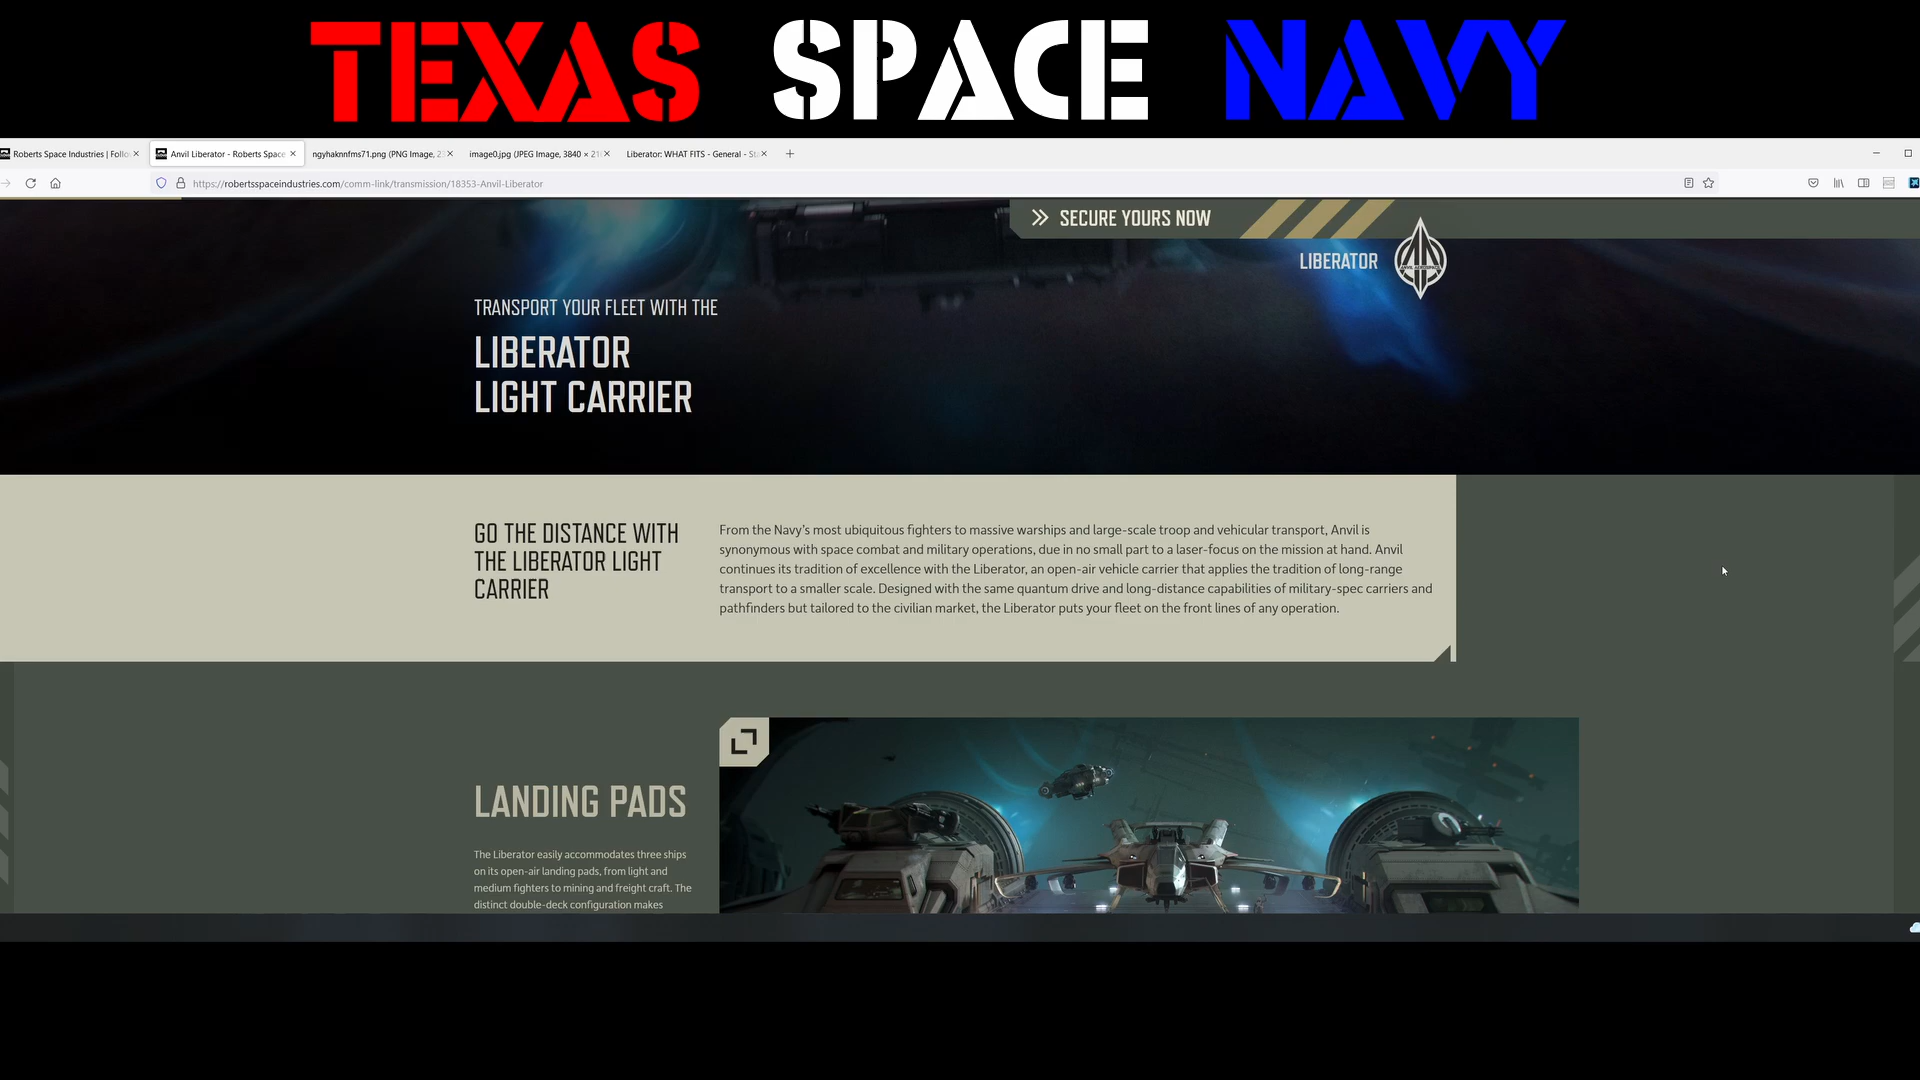 TEXAS SPACE NAVY
Roberts Space Industries | Follo
Anvil Liberator - Roberts Space
ngyhaknnfms71.png (PNG Image, 2
image0.jpg (JPEG Image, 3840 × 21
Liberator: WHAT FITS - General - St
https://robertsspaceindustries.com/comm-link/transmission/18353-Anvil-Liberator
SECURE YOURS NOW
LIBERATOR
TRANSPORT YOUR FLEET WITH THE
LIBERATOR
LIGHT CARRIER
GO THE DISTANCE WITH
THE LIBERATOR LIGHT
CARRIER
From the Navy’s most ubiquitous fighters to massive warships and large-scale troop and vehicular transport, Anvil is
synonymous with space combat and military operations, due in no small part to a laser-focus on the mission at hand. Anvil
continues its tradition of excellence with the Liberator, an open-air vehicle carrier that applies the tradition of long-range
transport to a smaller scale. Designed with the same quantum drive and long-distance capabilities of military-spec carriers and
pathfinders but tailored to the civilian market, the Liberator puts your fleet on the front lines of any operation.
LANDING PADS
The Liberator easily accommodates three ships
on its open-air landing pads, from light and
medium fighters to mining and freight craft. The
distinct double-deck configuration makes